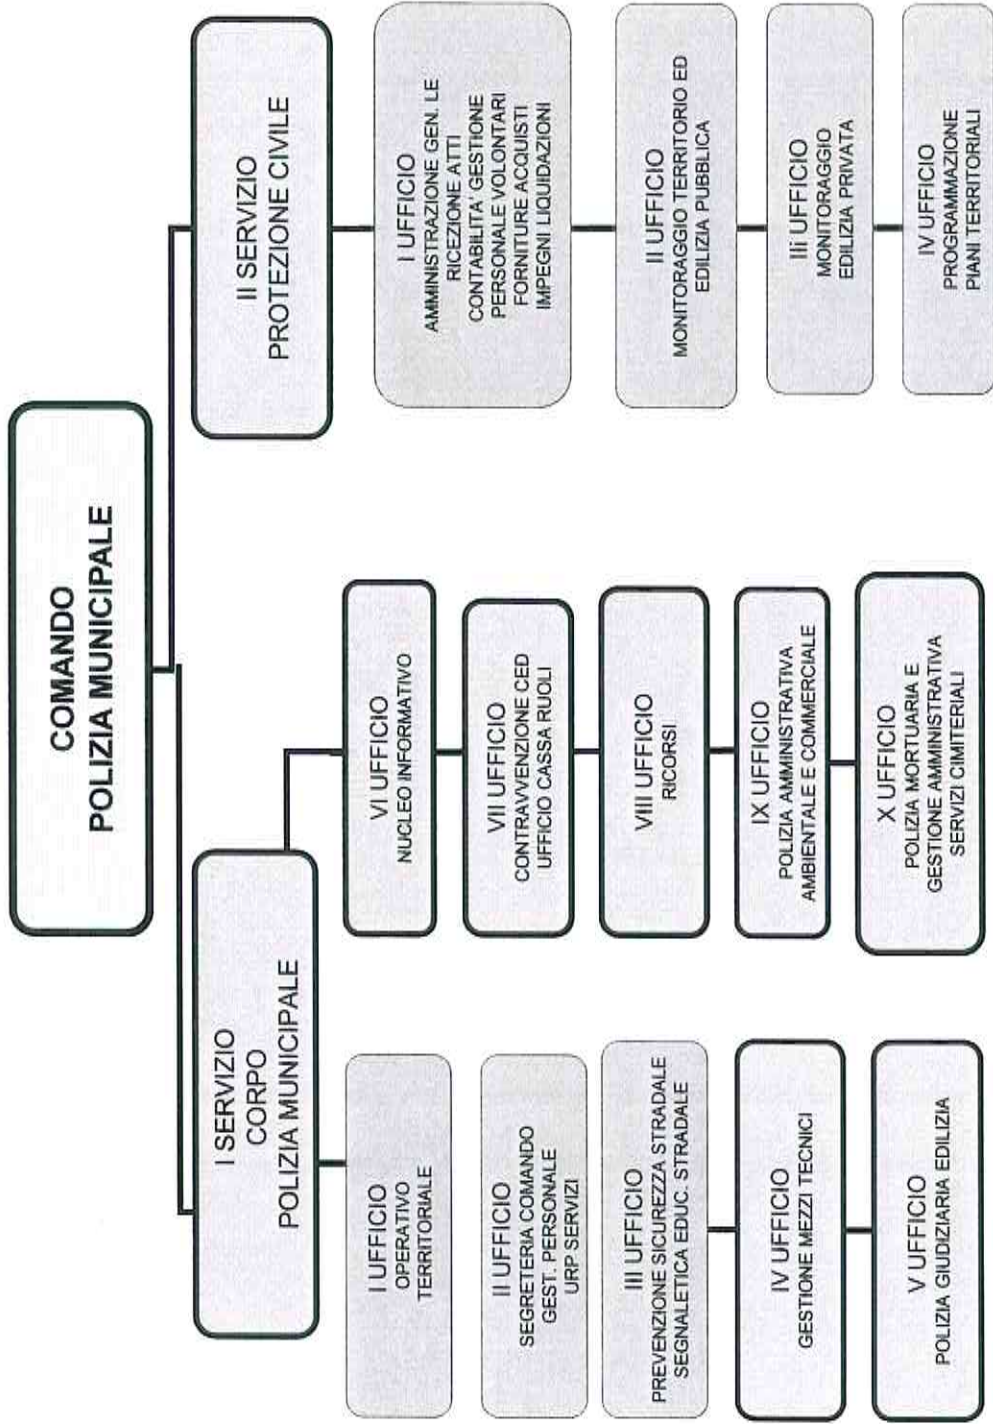 COMANDO
POLIZIA MUNICIPALE
I SERVIZIO
CORPO
POLIZIA MUNICIPALE
I UFFICIO
OPERATIVO
TERRITORIALE
II UFFICIO
SEGRETERIA COMANDO
GEST. PERSONALE
URP SERVIZI
III UFFICIO
PREVENZIONE SICUREZZA STRADALE
SEGNALETICA EDUC. STRADALE
IV UFFICIO
GESTIONE MEZZI TECNICI
V UFFICIO
POLIZIA GIUDIZIARIA EDILIZIA
VI UFFICIO
NUCLEO INFORMATIVO
VII UFFICIO
CONTRAVVENZIONE CED
UFFICIO CASSA RUOLI
VIII UFFICIO
RICORSI
IX UFFICIO
POLIZIA AMMINISTRATIVA
AMBIENTALE E COMMERCIALE
X UFFICIO
POLIZIA MORTUARIA E
GESTIONE AMMINISTRATIVA
SERVIZI CIMITERIALI
II SERVIZIO
PROTEZIONE CIVILE
I UFFICIO
AMMINISTRAZIONE GEN. LE
RICEZIONE ATTI
CONTABILITA' GESTIONE
PERSONALE VOLONTARI
FORNITURE ACQUISTI
IMPEGNI LIQUIDAZIONI
II UFFICIO
MONITORAGGIO TERRITORIO ED
EDILIZIA PUBBLICA
IIi UFFICIO
MONITORAGGIO
EDILIZIA PRIVATA
IV UFFICIO
PROGRAMMAZIONE
PIANI TERRITORIALI